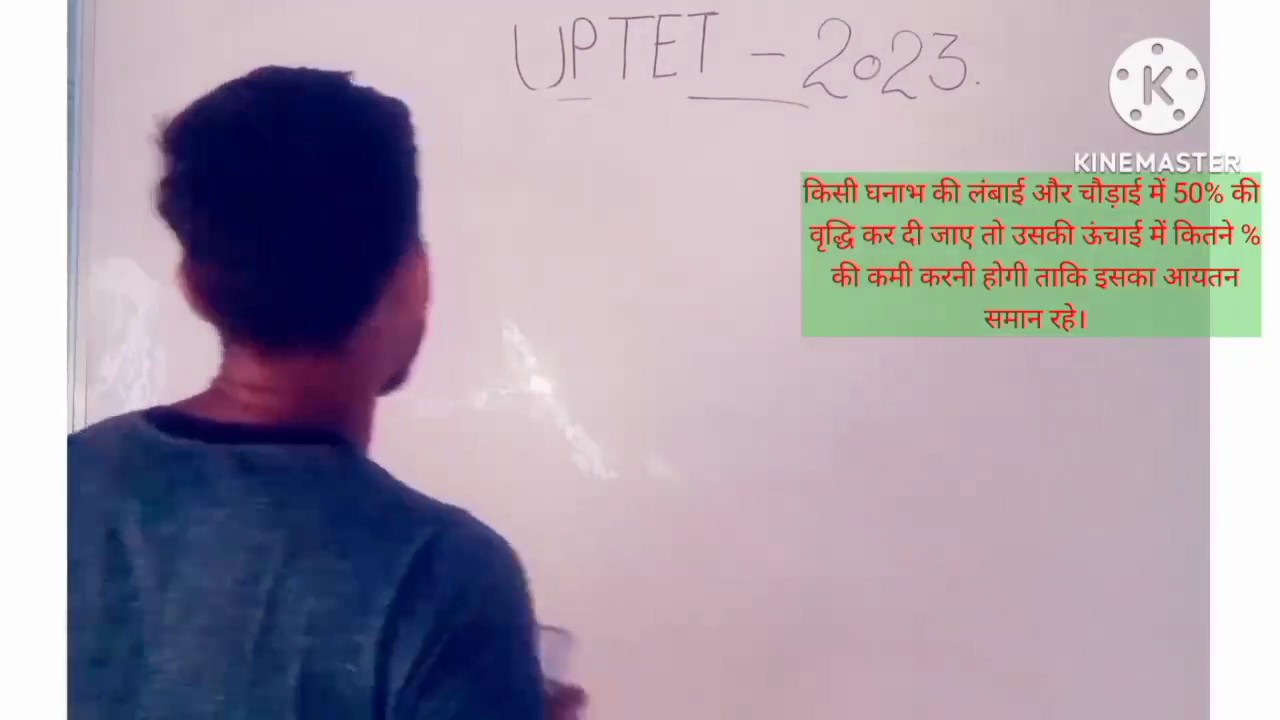 UPTET - 2023.
KINEMASTER
किसी घनाभ की लंबाई और चौड़ाई में 50% की
वृद्धि कर दी जाए तो उसकी ऊंचाई में कितने %
की कमी करनी होगी ताकि इसका आयतन
समान रहे।